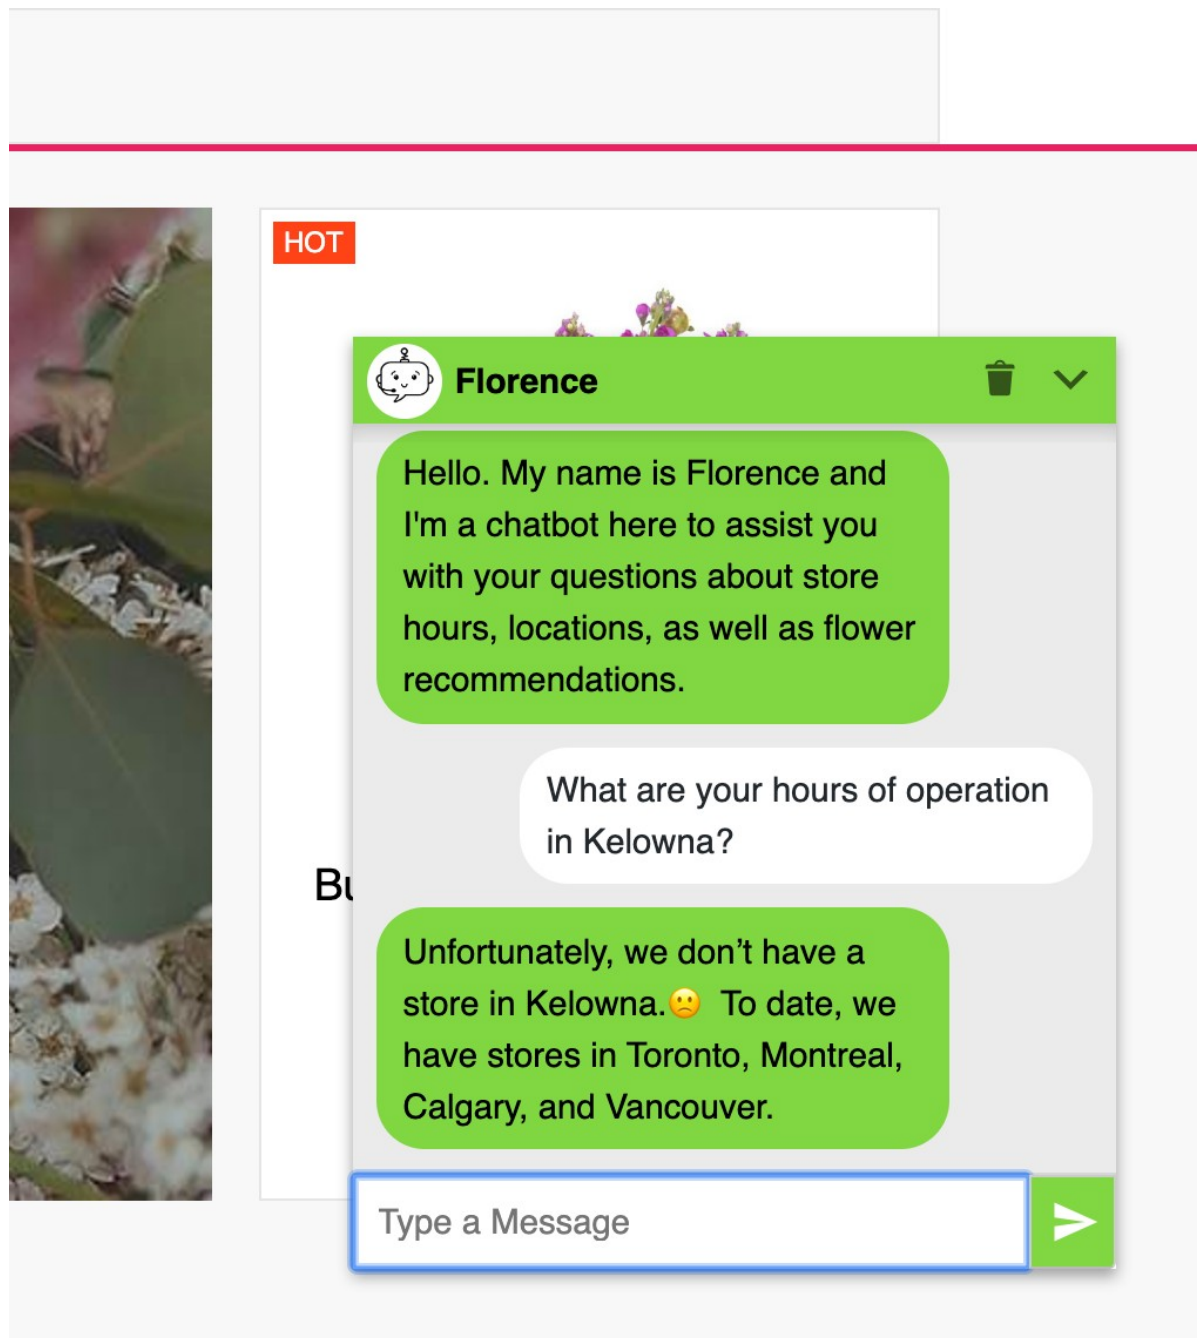 HOT
Florence
Hello. My name is Florence and
I'm a chatbot here to assist you
with your questions about store
hours, locations, as well as flower
recommendations.
What are your hours of operation
in Kelowna?
Bu
Unfortunately, we don’t have a
store in Kelowna.🙁 To date, we
have stores in Toronto, Montreal,
Calgary, and Vancouver.
Type a Message